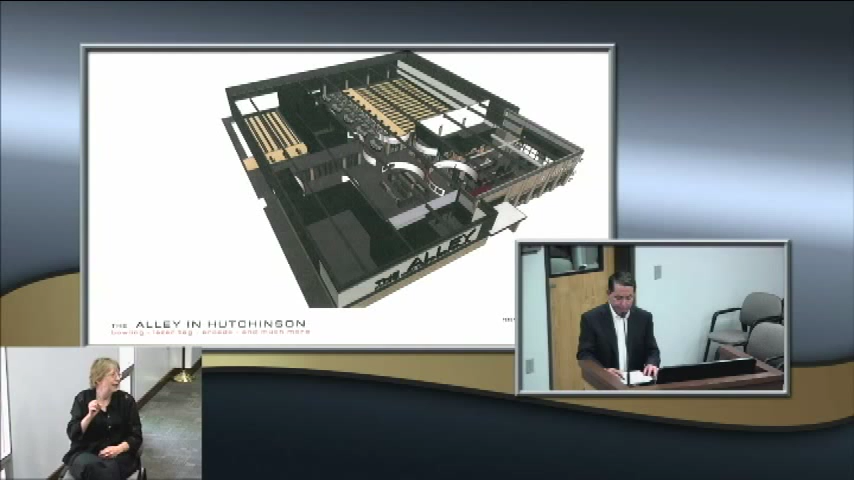 THE ALLEY
THE ALLEY IN HUTCHINSON
bowling - laser tag - arcade - and much more